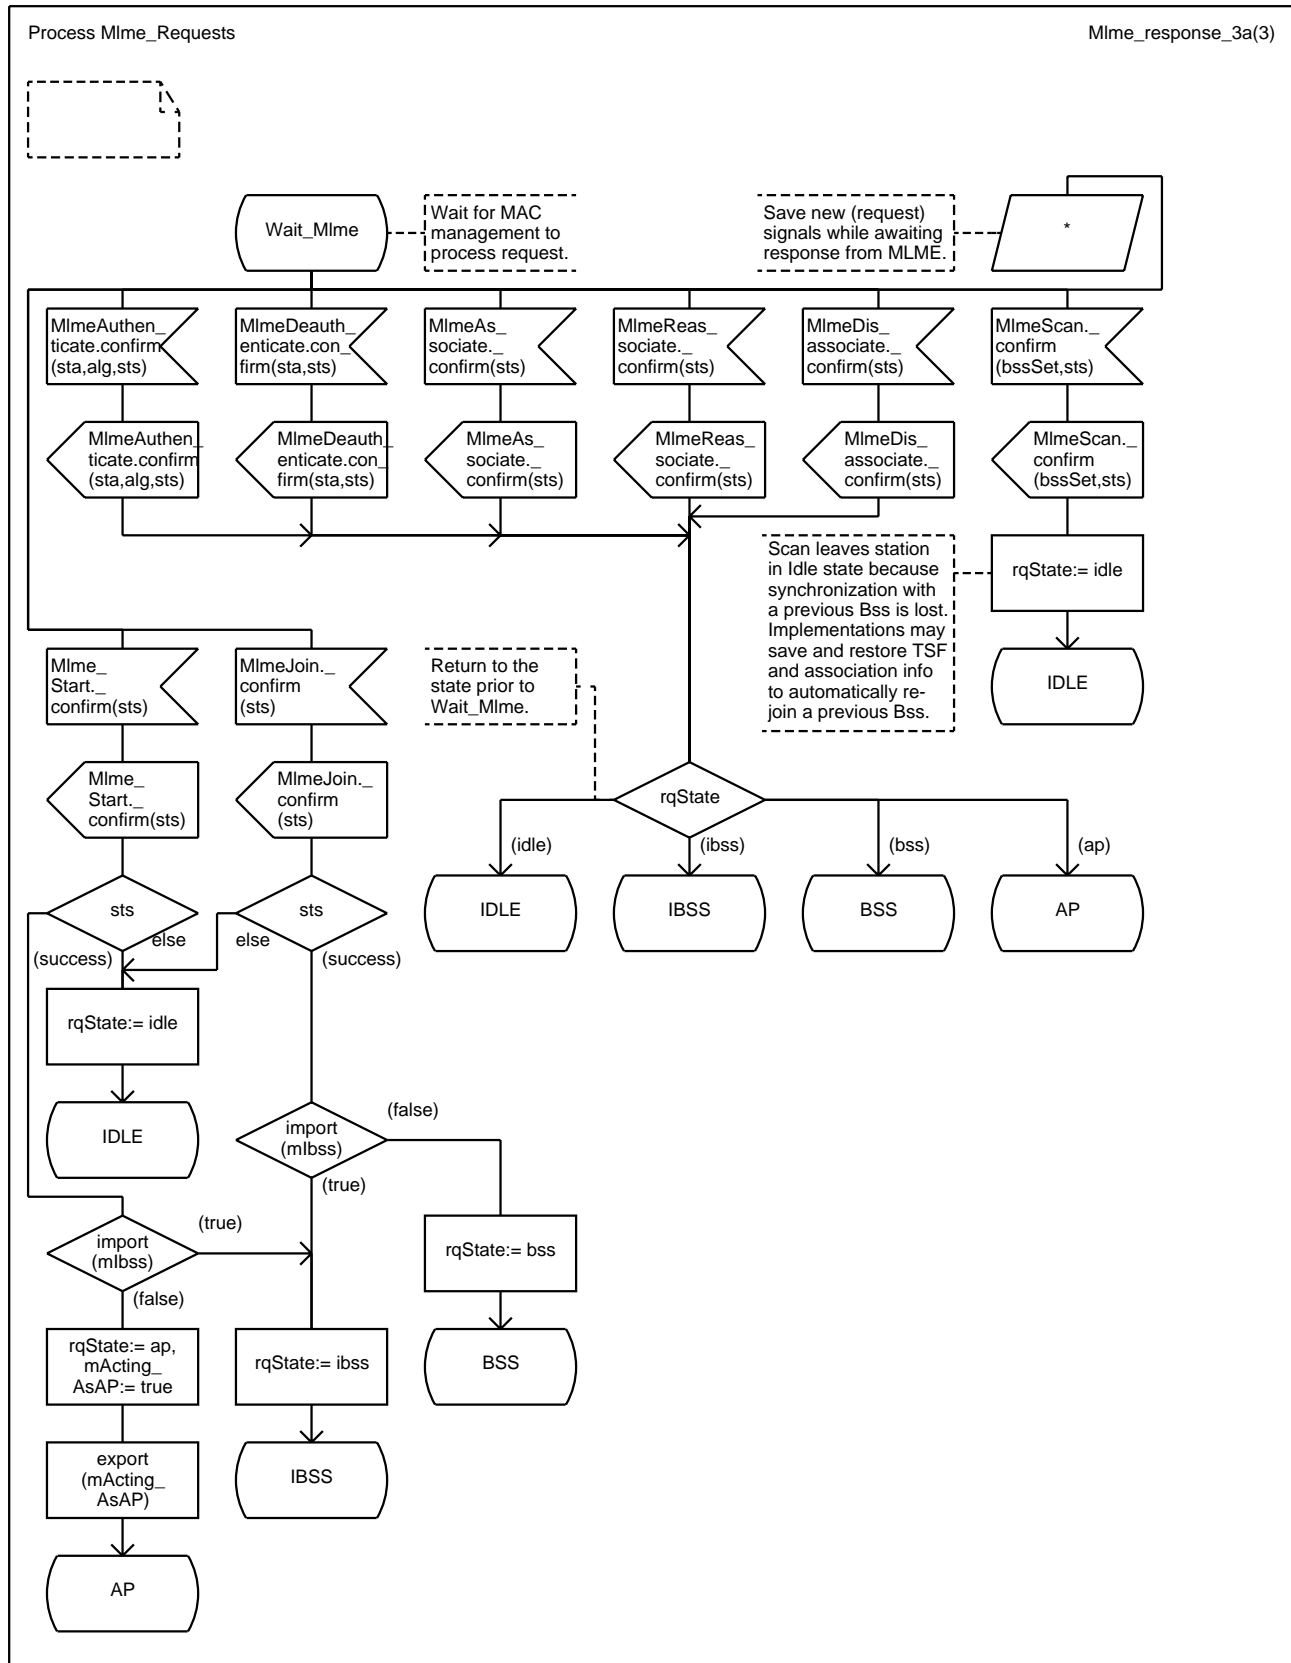 Process Mlme_Requests
Mlme_response_3a(3)
Wait_Mlme
Wait for MAC
management to
process request.
Save new (request)
signals while awaiting
response from MLME.
*
MlmeAuthen_
ticate.confirm
(sta,alg,sts)
MlmeDeauth_
enticate.con_
firm(sta,sts)
MlmeAs_
sociate._
confirm(sts)
MlmeReas_
sociate._
confirm(sts)
MlmeDis_
associate._
confirm(sts)
MlmeScan._
confirm
(bssSet,sts)
MlmeAuthen_
ticate.confirm
(sta,alg,sts)
MlmeDeauth_
enticate.con_
firm(sta,sts)
MlmeAs_
sociate._
confirm(sts)
MlmeReas_
sociate._
confirm(sts)
MlmeDis_
associate._
confirm(sts)
MlmeScan._
confirm
(bssSet,sts)
Scan leaves station
in Idle state because
synchronization with
a previous Bss is lost.
Implementations may
save and restore TSF
and association info
to automatically re-
join a previous Bss.
rqState:= idle
IDLE
Mlme_
Start._
confirm(sts)
MlmeJoin._
confirm
(sts)
Return to the
state prior to
Wait_Mlme.
Mlme_
Start._
confirm(sts)
MlmeJoin._
confirm
(sts)
rqState
(idle)
(ibss)
(bss)
(ap)
sts
sts
IDLE
IBSS
BSS
AP
else
else
(success)
(success)
rqState:= idle
IDLE
import
(mIbss)
(false)
(true)
import
(mIbss)
(true)
(false)
rqState:= bss
rqState:= ap,
mActing_
AsAP:= true
rqState:= ibss
BSS
export
(mActing_
AsAP)
IBSS
AP